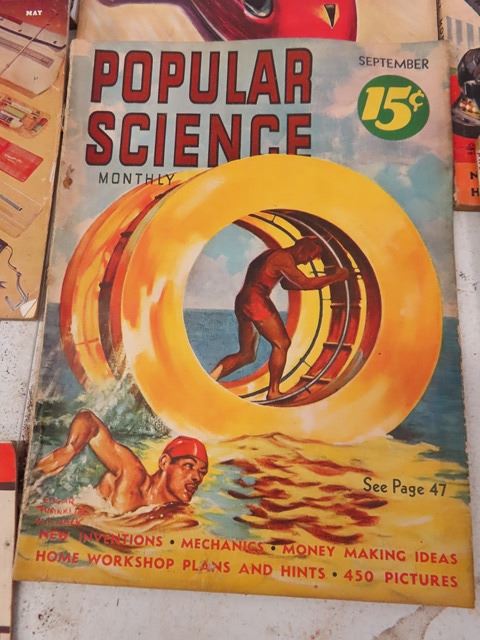 MAY
POPULAR
SCIENCE
MONTHLY
SEPTEMBER
15¢
See Page 47
EDGAR
NEW INVENTIONS • MECHANICS • MONEY MAKING IDEAS
HOME WORKSHOP PLANS AND HINTS • 450 PICTURES